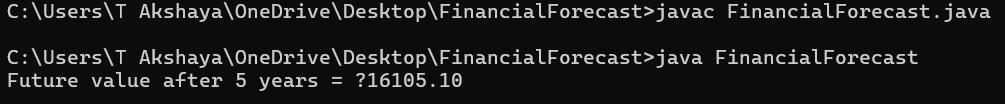 C:\Users\T Akshaya\OneDrive\Desktop\FinancialForecast>javac FinancialForecast.java
C:\Users\T Akshaya\OneDrive\Desktop\FinancialForecast>java FinancialForecast
Future value after 5 years = ?16105.10